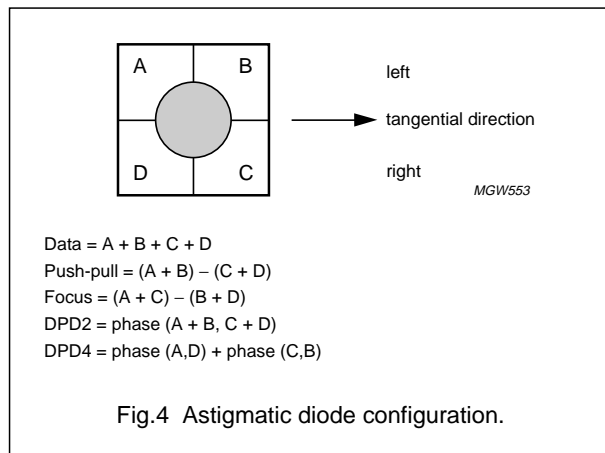 A B
left
tangential direction
D C
right
MGW553
Data = A + B + C + D
Push-pull = (A + B) − (C + D)
Focus = (A + C) − (B + D)
DPD2 = phase (A + B, C + D)
DPD4 = phase (A,D) + phase (C,B)
Fig.4 Astigmatic diode configuration.